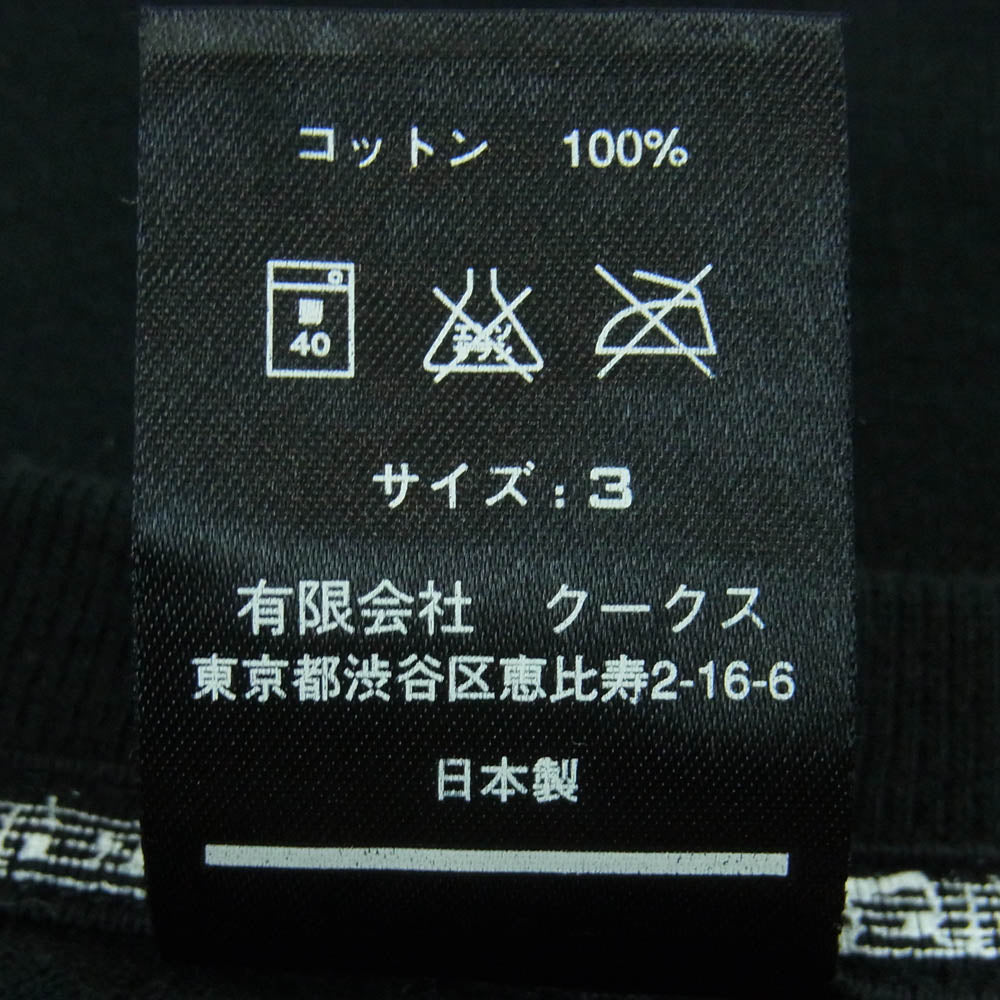 コットン 100%
40
サイズ:3
有限会社 クークス
東京都渋谷区恵比寿2-16-6
日本製